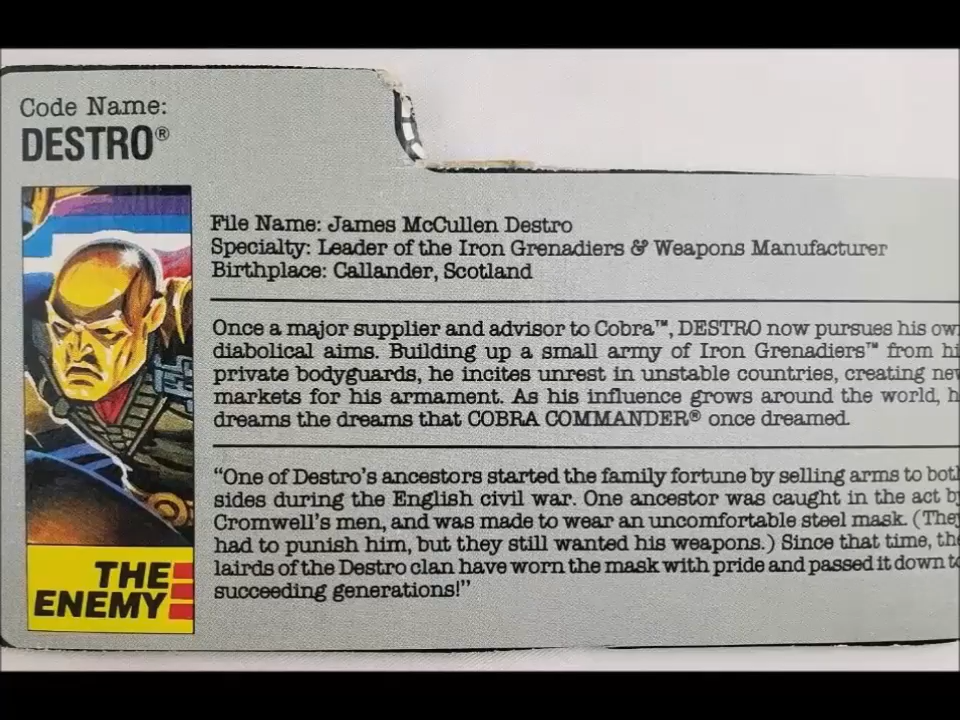 Code Name:
DESTRO®
File Name: James McCullen Destro
Specialty: Leader of the Iron Grenadiers & Weapons Manufacturer
Birthplace: Callander, Scotland
Once a major supplier and advisor to Cobra™, DESTRO now pursues his
diabolical aims. Building up a small army of Iron Grenadiers™ from
private bodyguards, he incites unrest in unstable countries, creating
markets for his armament. As his influence grows around the world,
dreams the dreams that COBRA COMMANDER® once dreamed.
"One of Destro's ancestors started the family fortune by selling arms to
sides during the English civil war. One ancestor was caught in the act
Cromwell's men, and was made to wear an uncomfortable steel mask. (They
had to punish him, but they still wanted his weapons.) Since that time, the
lairds of the Destro clan have worn the mask with pride and passed it down
succeeding generations!"
THE
ENEMY